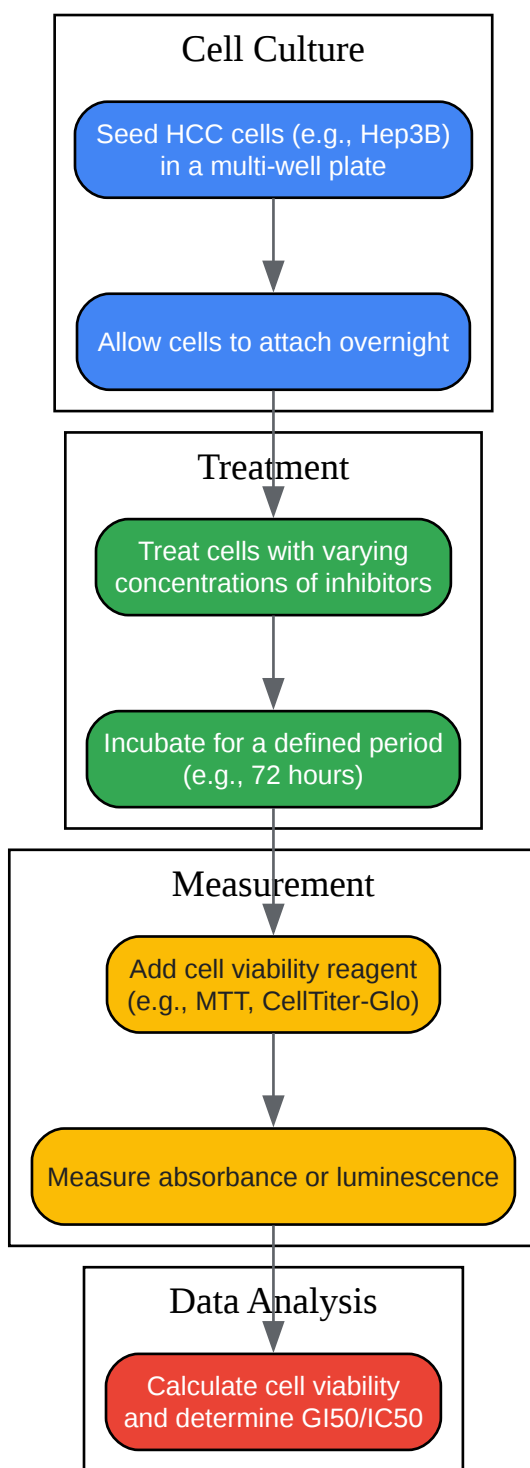 Cell Culture
Seed HCC cells (e.g., Hep3B)
in a multi-well plate
Allow cells to attach overnight
Treatment
Treat cells with varying
concentrations of inhibitors
Incubate for a defined period
(e.g., 72 hours)
Measurement
Add cell viability reagent
(e.g., MTT, CellTiter-Glo)
Measure absorbance or luminescence
Data Analysis
Calculate cell viability
and determine GI50/IC50